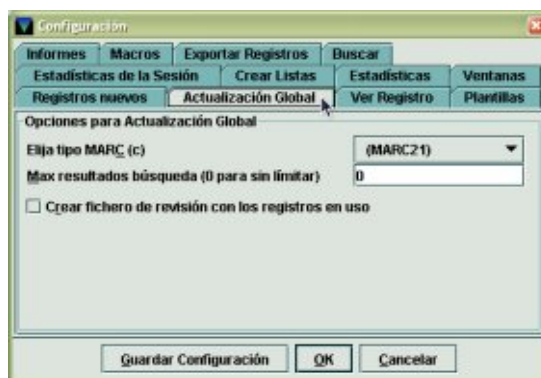 Configuración
Informes Macros Exportar Registros Buscar
Estadísticas de la Sesión Crear Listas Estadísticas Ventanas
Registros nuevos Actualización Global Ver Registro Plantillas
Opciones para Actualización Global
Elija tipo MARC (c) (MARC21)
Max resultados búsqueda (0 para sin límitar) 0
Crear fichero de revisión con los registros en uso
Guardar Configuración OK Cancelar